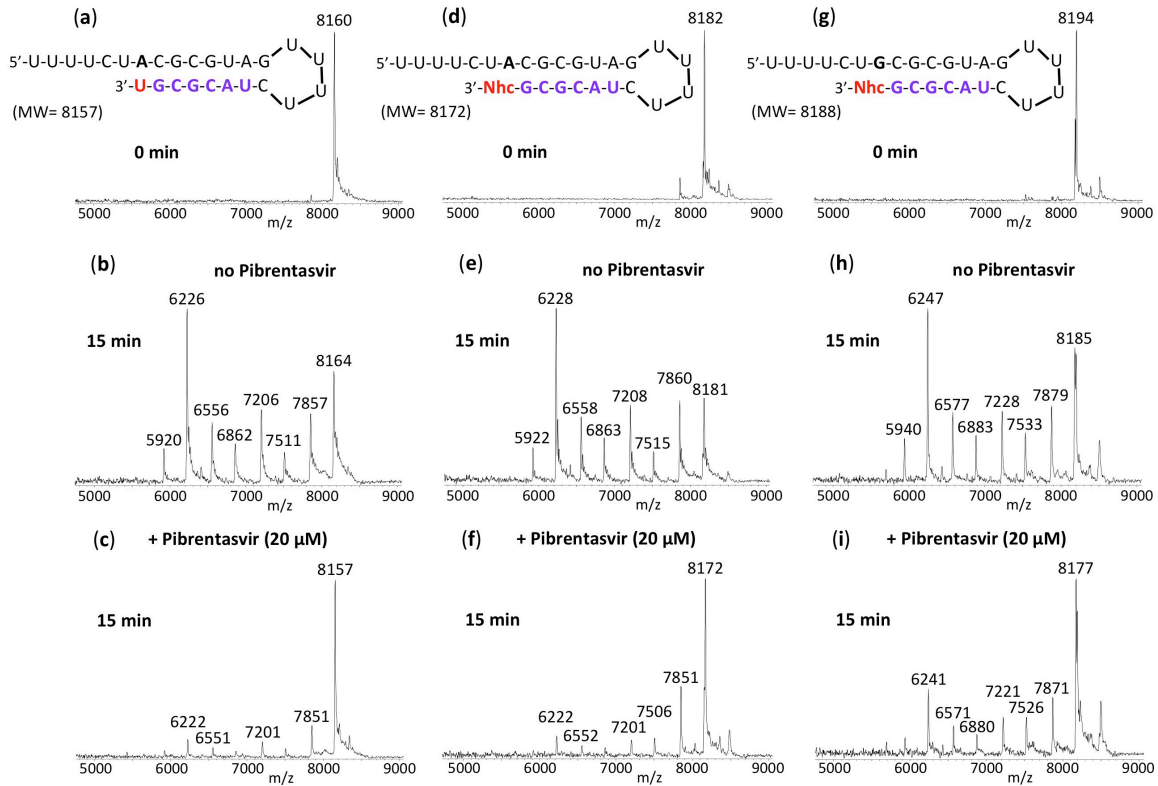 (a)
8160
5′-U-U-U-U-C-U-A-C-G-C-G-U-A-G
U
U
U
U
U
3′-U-G-C-G-C-A-U-C
(MW= 8157)
0 min
5000 6000 7000 8000 9000
m/z
(d)
8182
5′-U-U-U-U-C-U-A-C-G-C-G-U-A-G
U
U
U
U
U
3′-Nhc-G-C-G-C-A-U-C
(MW= 8172)
0 min
5000 6000 7000 8000 9000
m/z
(g)
8194
5′-U-U-U-U-C-U-G-C-G-C-G-U-A-G
U
U
U
U
U
3′-Nhc-G-C-G-C-A-U-C
(MW= 8188)
0 min
5000 6000 7000 8000 9000
m/z
(b)
no Pibrentasvir
15 min
5920
6226
6556
6862
7206
7511
7857
8164
5000 6000 7000 8000 9000
m/z
(e)
no Pibrentasvir
15 min
5922
6228
6558
6863
7208
7515
7860
8181
5000 6000 7000 8000 9000
m/z
(h)
no Pibrentasvir
15 min
5940
6247
6577
6883
7228
7533
7879
8185
5000 6000 7000 8000 9000
m/z
(c)
+ Pibrentasvir (20 µM)
15 min
6222
6551
7201
7851
8157
5000 6000 7000 8000 9000
m/z
(f)
+ Pibrentasvir (20 µM)
15 min
6222
6552
7201
7506
7851
8172
5000 6000 7000 8000 9000
m/z
(i)
+ Pibrentasvir (20 µM)
15 min
6241
6571
6880
7221
7526
7871
8177
5000 6000 7000 8000 9000
m/z